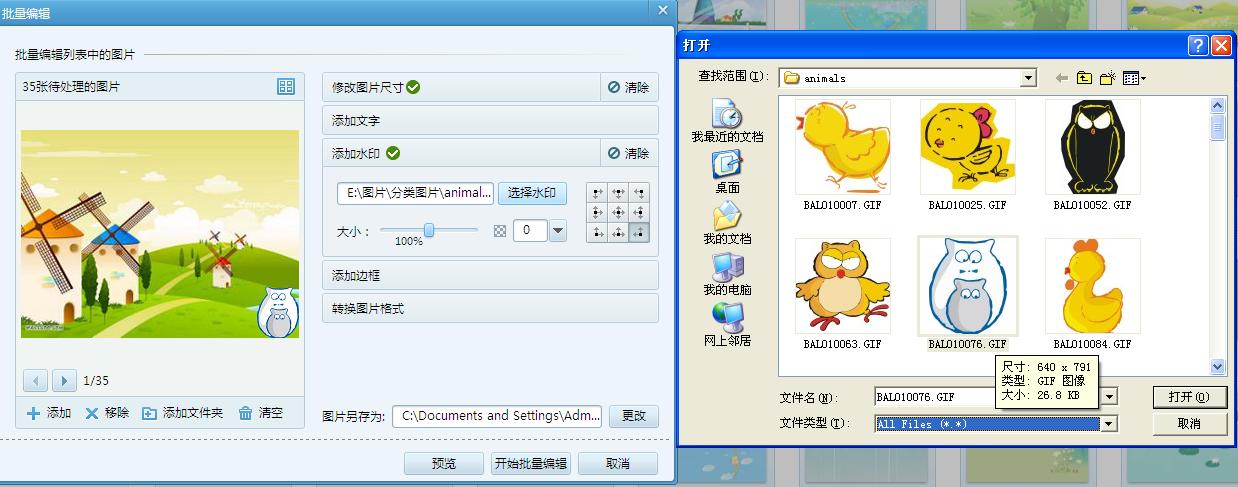 批量编辑
批量编辑列表中的图片
35张待处理的图片
1/35
添加 移除 添加文件夹 清空
修改图片尺寸 清除
添加文字
添加水印 清除
E:\图片\分类图片\animal... 选择水印
大小： 100% 0
添加边框
转换图片格式
图片另存为: C:\Documents and Settings\Adm... 更改
预览 开始批量编辑 取消
打开
查找范围(I): animals
我最近的文档
桌面
我的文档
我的电脑
网上邻居
BAL010007.GIF BAL010025.GIF BAL010052.GIF
BAL010063.GIF BAL010076.GIF BAL010084.GIF
尺寸: 640 x 791
类型: GIF 图像
大小: 26.8 KB
文件名(N): BAL010076.GIF 打开(O)
文件类型(T): All Files (*.*) 取消